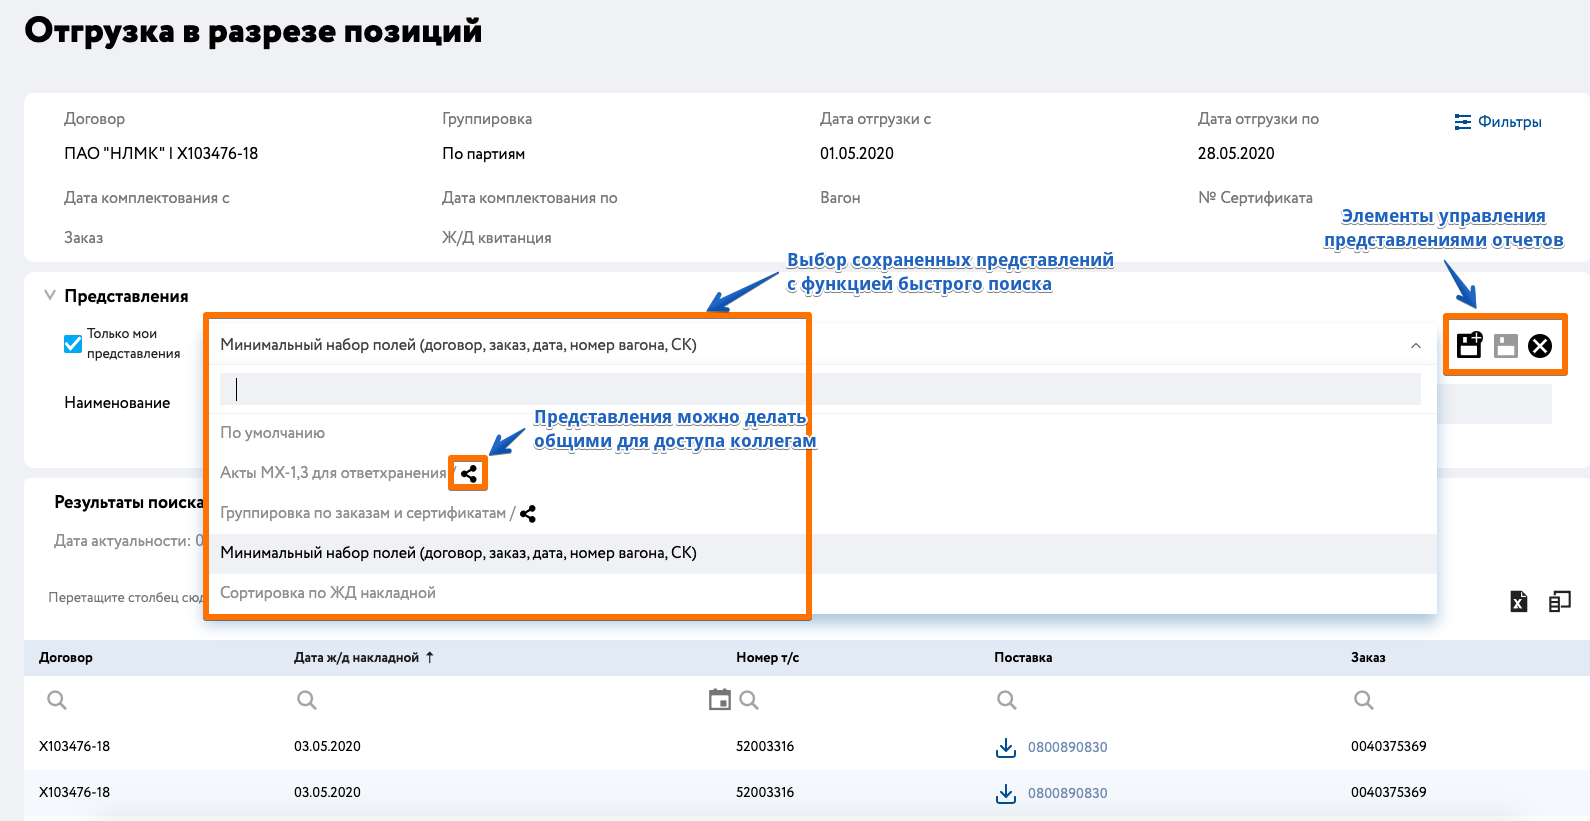 Отгрузка в разрезе позиций
Договор
Группировка
Дата отгрузки с
Дата отгрузки по
Фильтры
ПАО "НЛМК" | Х103476-18
По партиям
01.05.2020
28.05.2020
Дата комплектования с
Дата комплектования по
Вагон
№ Сертификата
Заказ
Ж/Д квитанция
Элементы управления
представлениями отчетов
Выбор сохраненных представлений
с функцией быстрого поиска
Представления
Только мои
представления
Минимальный набор полей (договор, заказ, дата, номер вагона, СК)
Наименование
Представления можно делать
общими для доступа коллегам
По умолчанию
Акты МХ-1,3 для ответхранения /
Группировка по заказам и сертификатам /
Минимальный набор полей (договор, заказ, дата, номер вагона, СК)
Сортировка по ЖД накладной
Результаты поиска
Дата актуальности: 0
Перетащите столбец сюд
Договор
Дата ж/д накладной ↑
Номер т/с
Поставка
Заказ
Х103476-18
03.05.2020
52003316
0800890830
0040375369
Х103476-18
03.05.2020
52003316
0800890830
0040375369